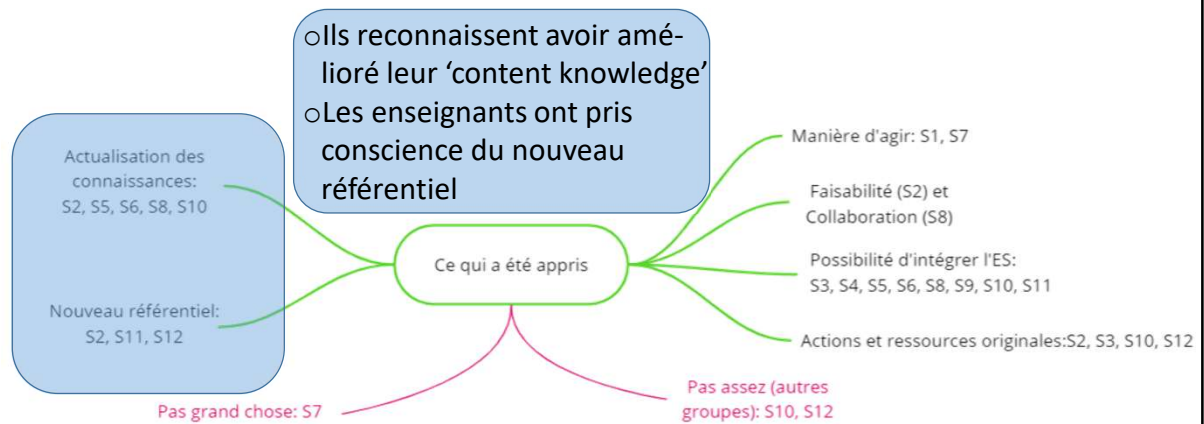 oIls reconnaissent avoir amé-
lioré leur ‘content knowledge’
oLes enseignants ont pris
conscience du nouveau
référentiel
Actualisation des
connaissances:
S2, S5, S6, S8, S10
Nouveau référentiel:
S2, S11, S12
Ce qui a été appris
Manière d'agir: S1, S7
Faisabilité (S2) et
Collaboration (S8)
Possibilité d'intégrer l'ES:
S3, S4, S5, S6, S8, S9, S10, S11
Actions et ressources originales:S2, S3, S10, S12
Pas grand chose: S7
Pas assez (autres
groupes): S10, S12